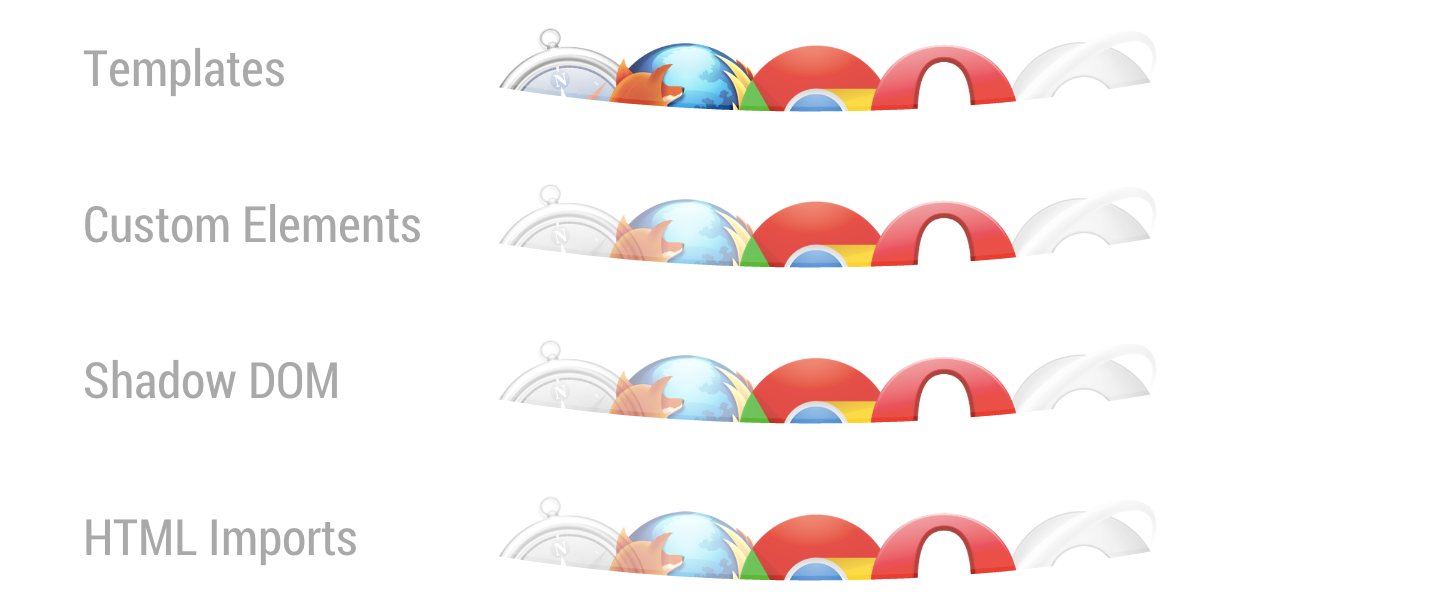 Templates
Custom Elements
Shadow DOM
HTML Imports